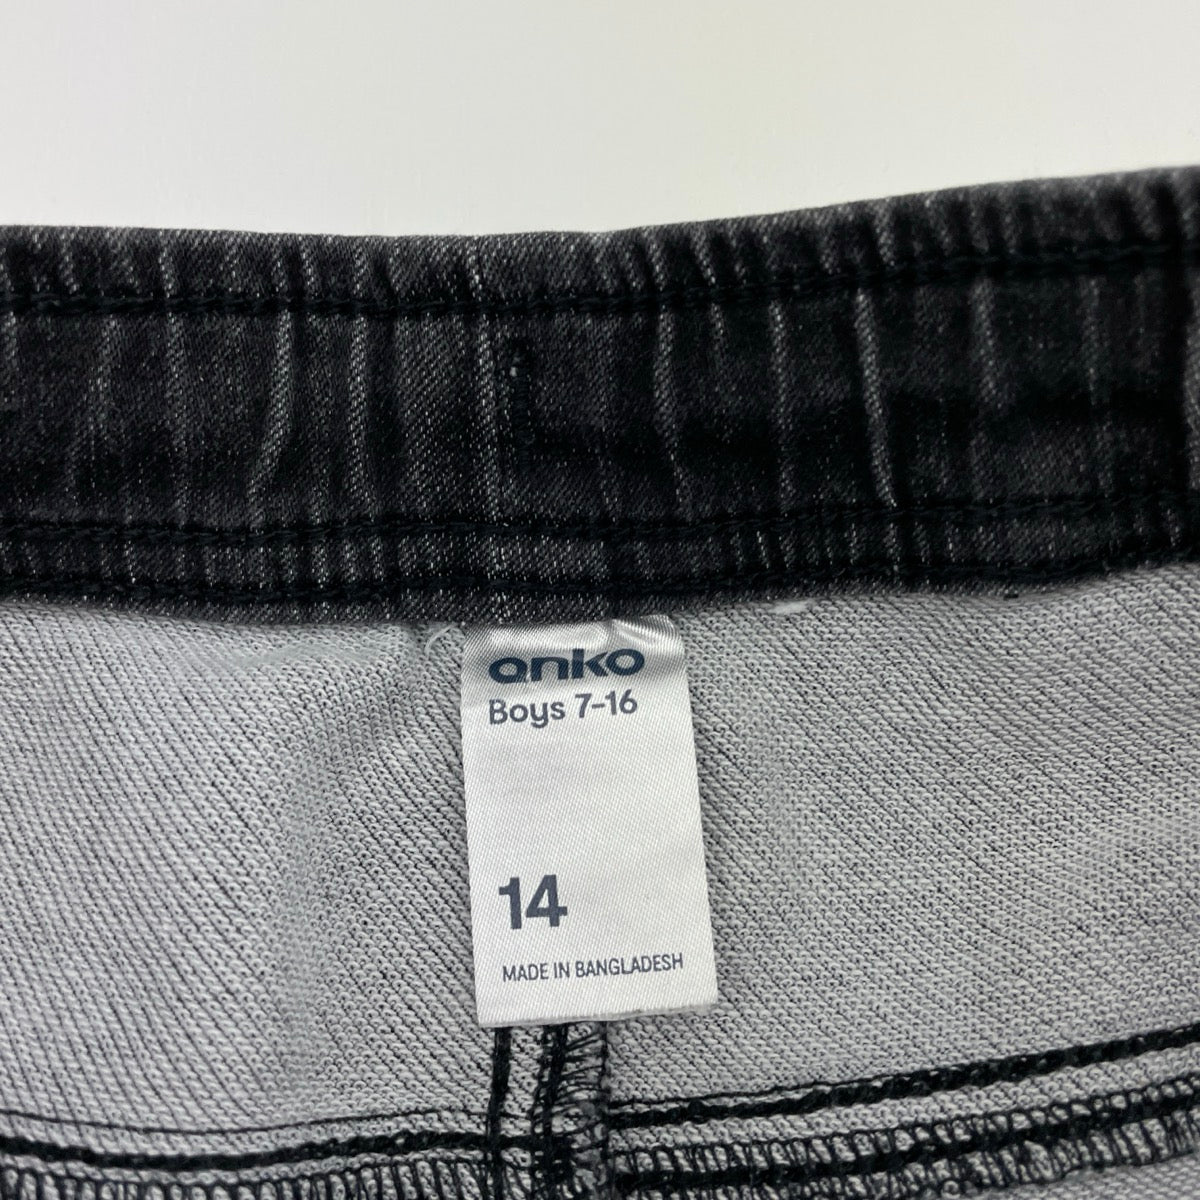 anko
Boys 7-16
14
MADE IN BANGLADESH